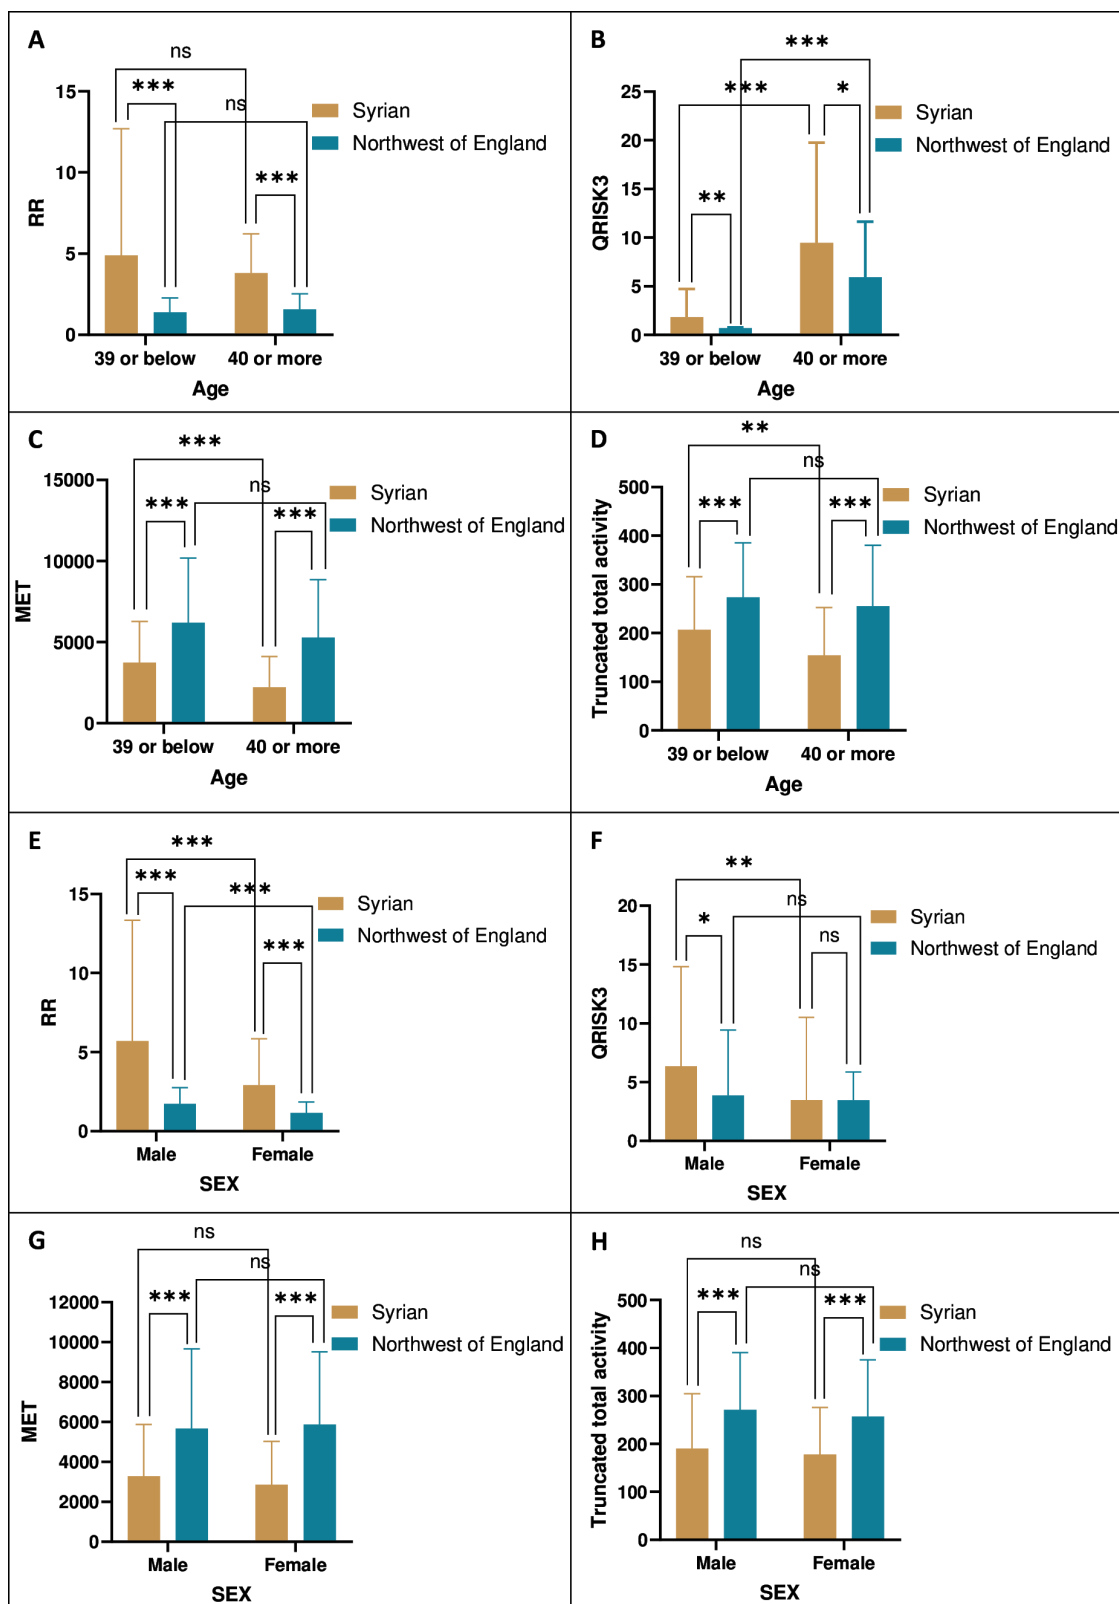 A
ns
***
ns
***
15
10
5
0
RR
Syrian
Northwest of England
39 or below
40 or more
Age
B
***
***
*
**
25
20
15
10
5
0
QRISK3
Syrian
Northwest of England
39 or below
40 or more
Age
C
***
ns
***
***
15000
10000
5000
0
MET
Syrian
Northwest of England
39 or below
40 or more
Age
D
**
ns
***
***
500
400
300
200
100
0
Truncated total activity
Syrian
Northwest of England
39 or below
40 or more
Age
E
***
***
***
***
15
10
5
0
RR
Syrian
Northwest of England
Male
Female
SEX
F
**
ns
*
ns
20
15
10
5
0
QRISK3
Syrian
Northwest of England
Male
Female
SEX
G
ns
ns
***
***
12000
10000
8000
6000
4000
2000
0
MET
Syrian
Northwest of England
Male
Female
SEX
H
ns
ns
***
***
500
400
300
200
100
0
Truncated total activity
Syrian
Northwest of England
Male
Female
SEX